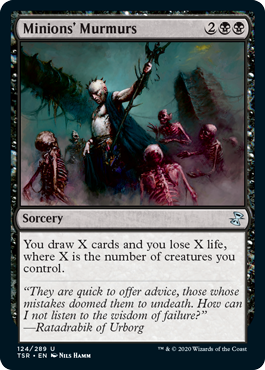 Minions' Murmurs 2
Sorcery
You draw X cards and you lose X life,
where X is the number of creatures you
control.
"They are quick to offer advice, those whose
mistakes doomed them to undeath. How can
I not listen to the wisdom of failure?"
—Ratadrabik of Urborg
124/289 U
TSR • EN Nils Hamm
™ & © 2020 Wizards of the Coast